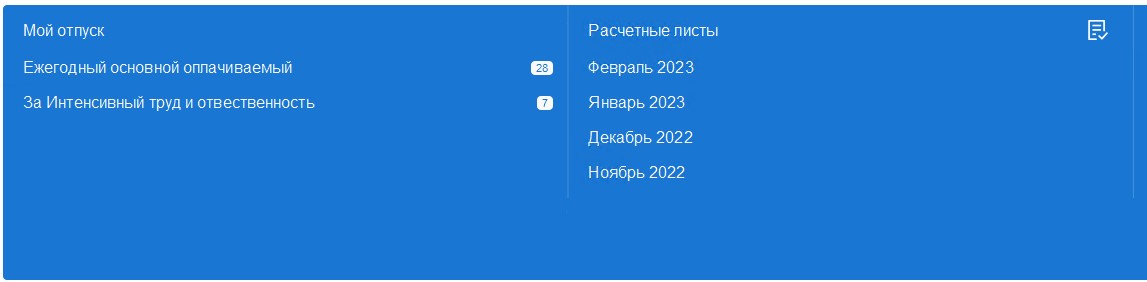 Мой отпуск
Ежегодный основной оплачиваемый 28
За Интенсивный труд и отвественность 7
Расчетные листы
Февраль 2023
Январь 2023
Декабрь 2022
Ноябрь 2022